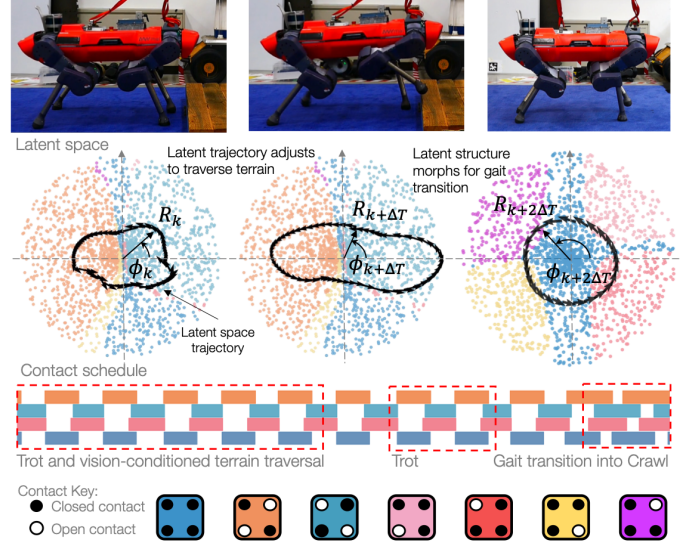 Latent space
Latent trajectory adjusts
to traverse terrain
Latent structure
morphs for gait
transition
R_k
R_{k+ΔT}
R_{k+2ΔT}
ϕ_k
ϕ_{k+ΔT}
ϕ_{k+2ΔT}
Latent space
trajectory
Contact schedule
Trot and vision-conditioned terrain traversal
Trot
Gait transition into Crawl
Contact Key:
Closed contact
Open contact